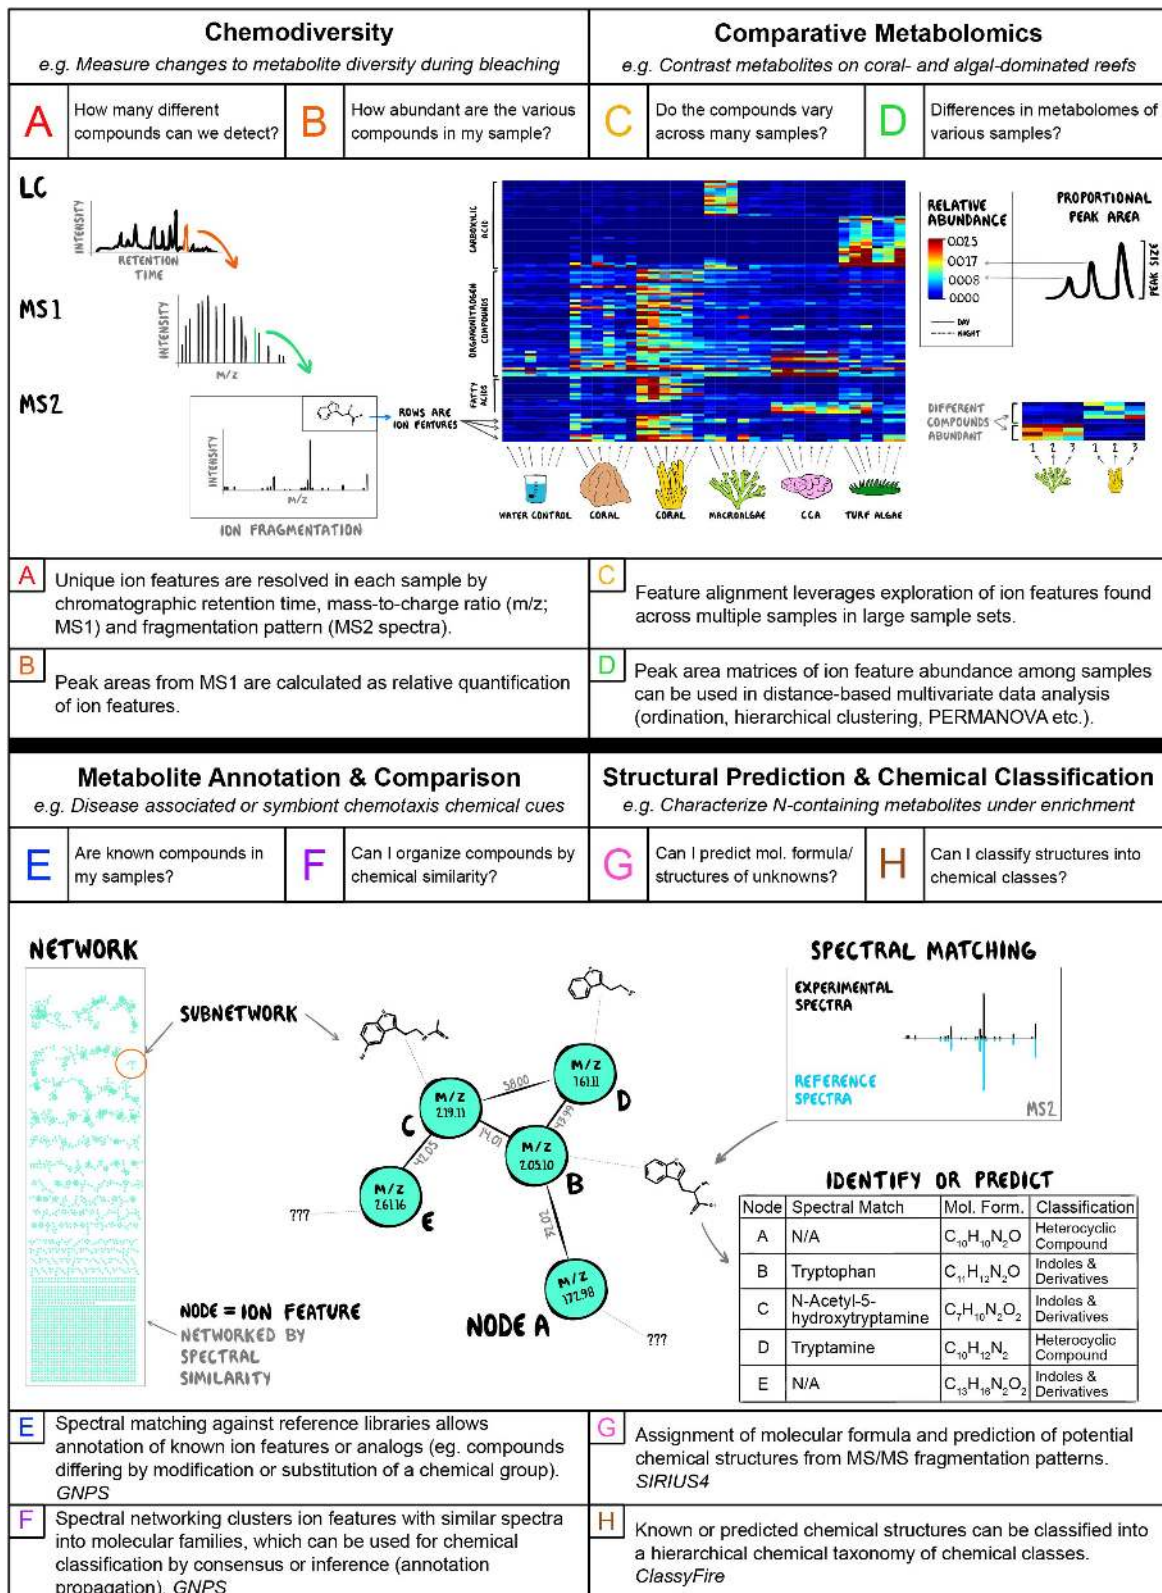 Chemodiversity
e.g. Measure changes to metabolite diversity during bleaching
Comparative Metabolomics
e.g. Contrast metabolites on coral- and algal-dominated reefs
A
How many different
compounds can we detect?
B
How abundant are the various
compounds in my sample?
C
Do the compounds vary
across many samples?
D
Differences in metabolomes of
various samples?
LC
INTENSITY
RETENTION
TIME
MS1
INTENSITY
M/Z
MS2
INTENSITY
M/Z
ION FRAGMENTATION
ROWS ARE
ION FEATURES
CARBOXILIC
ACID
ORGANONITROGEN
COMPOUNDS
FATTY
ACIDS
WATER CONTROL
CORAL
CORAL
MACROALGAE
CCA
TURF ALGAE
RELATIVE
ABUNDANCE
0.025
0.017
0.008
0.000
DAY
NIGHT
PROPORTIONAL
PEAK AREA
PEAK SIZE
DIFFERENT
COMPOUNDS
ABUNDANT
1 2 3 1 2 3
A
Unique ion features are resolved in each sample by
chromatographic retention time, mass-to-charge ratio (m/z;
MS1) and fragmentation pattern (MS2 spectra).
B
Peak areas from MS1 are calculated as relative quantification
of ion features.
C
Feature alignment leverages exploration of ion features found
across multiple samples in large sample sets.
D
Peak area matrices of ion feature abundance among samples
can be used in distance-based multivariate data analysis
(ordination, hierarchical clustering, PERMANOVA etc.).
Metabolite Annotation & Comparison
e.g. Disease associated or symbiont chemotaxis chemical cues
Structural Prediction & Chemical Classification
e.g. Characterize N-containing metabolites under enrichment
E
Are known compounds in
my samples?
F
Can I organize compounds by
chemical similarity?
G
Can I predict mol. formula/
structures of unknowns?
H
Can I classify structures into
chemical classes?
NETWORK
SUBNETWORK
NODE = ION FEATURE
NETWORKED BY
SPECTRAL
SIMILARITY
M/Z
219.11
C
58.00
M/Z
161.11
D
14.01
43.99
M/Z
205.10
B
42.05
M/Z
261.16
E
???
32.02
M/Z
172.98
NODE A
???
SPECTRAL MATCHING
EXPERIMENTAL
SPECTRA
REFERENCE
SPECTRA
MS2
IDENTIFY OR PREDICT
Node Spectral Match Mol. Form. Classification
A N/A C₁₀H₁₀N₂O Heterocyclic Compound
B Tryptophan C₁₁H₁₂N₂O Indoles & Derivatives
C N-Acetyl-5-hydroxytryptamine C₇H₁₀N₂O₂ Indoles & Derivatives
D Tryptamine C₁₀H₁₂N₂ Heterocyclic Compound
E N/A C₁₃H₁₆N₂O₂ Indoles & Derivatives
E
Spectral matching against reference libraries allows
annotation of known ion features or analogs (eg. compounds
differing by modification or substitution of a chemical group).
GNPS
F
Spectral networking clusters ion features with similar spectra
into molecular families, which can be used for chemical
classification by consensus or inference (annotation
propagation). GNPS
G
Assignment of molecular formula and prediction of potential
chemical structures from MS/MS fragmentation patterns.
SIRIUS4
H
Known or predicted chemical structures can be classified into
a hierarchical chemical taxonomy of chemical classes.
ClassyFire